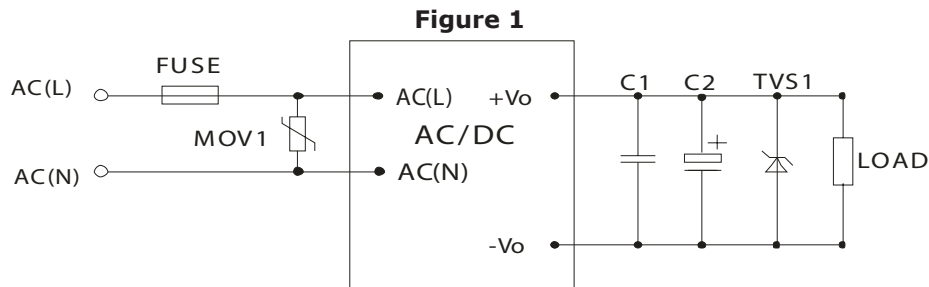 Figure 1
FUSE
AC(L)
MOV1
AC(N)
AC(L)
+Vo
AC/DC
AC(N)
-Vo
C1 C2 TVS1
+
LOAD